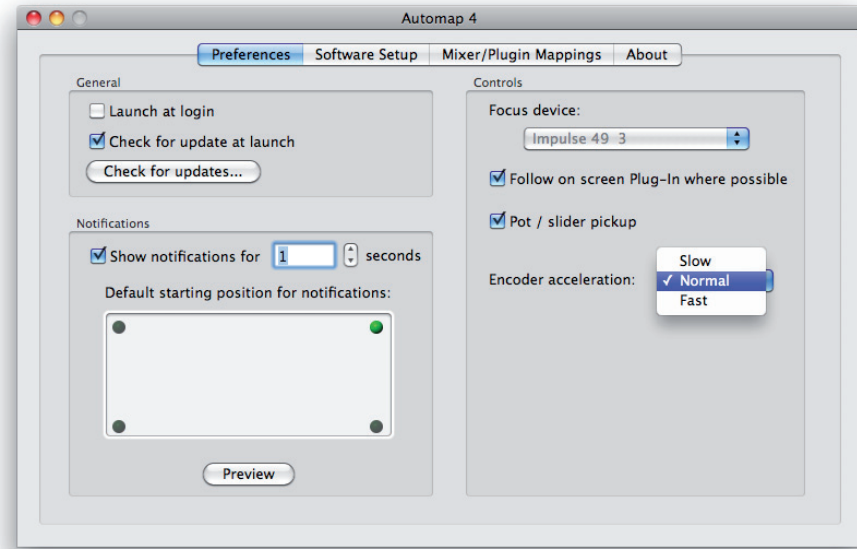 Automap 4
Preferences Software Setup Mixer/Plugin Mappings About
General
Launch at login
Check for update at launch
Check for updates...
Notifications
Show notifications for 1 seconds
Default starting position for notifications:
Preview
Controls
Focus device:
Impulse 49 3
Follow on screen Plug-In where possible
Pot / slider pickup
Encoder acceleration:
Slow
✓ Normal
Fast